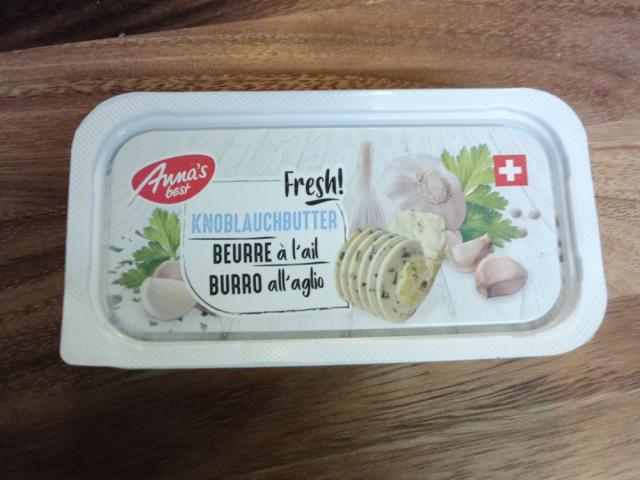 Anna's
best
Fresh!
KNOBLAUCHBUTTER
BEURRE à l'ail
BURRO all'aglio